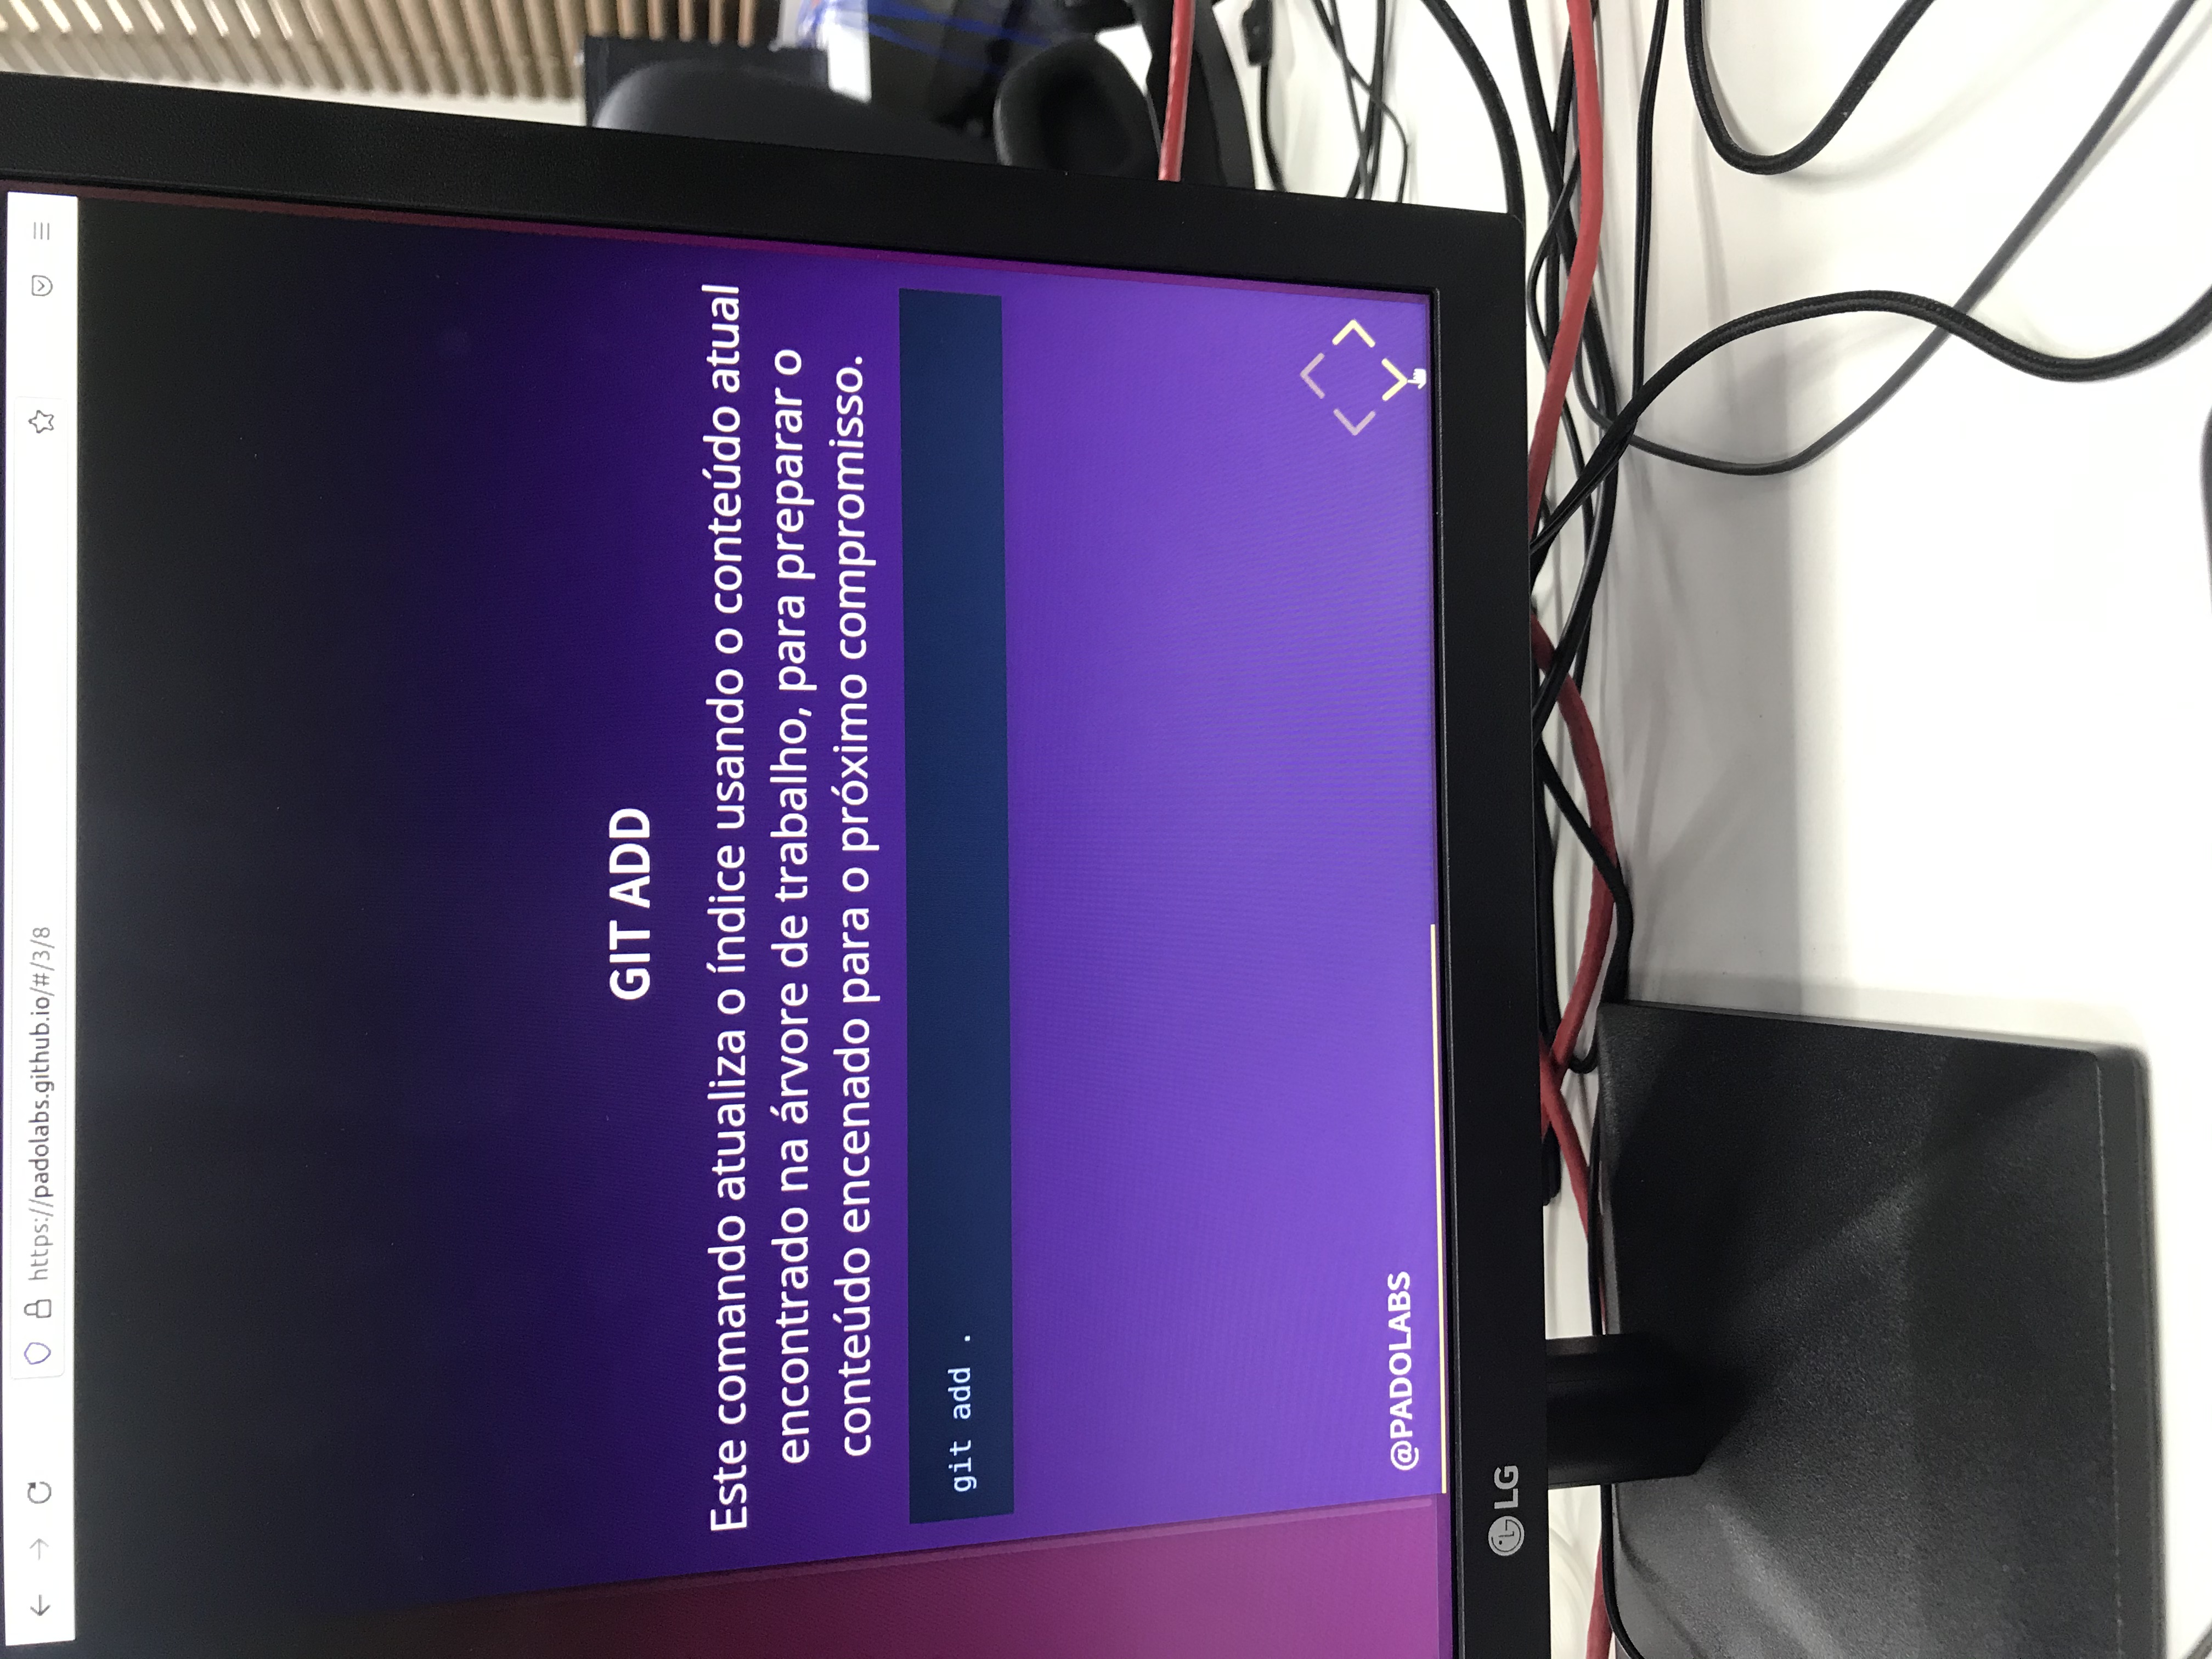 https://padolabs.github.io/#/3/8
GIT ADD
Este comando atualiza o índice usando o conteúdo atual
encontrado na árvore de trabalho, para preparar o
conteúdo encenado para o próximo compromisso.
git add .
@PADOLABS
LG